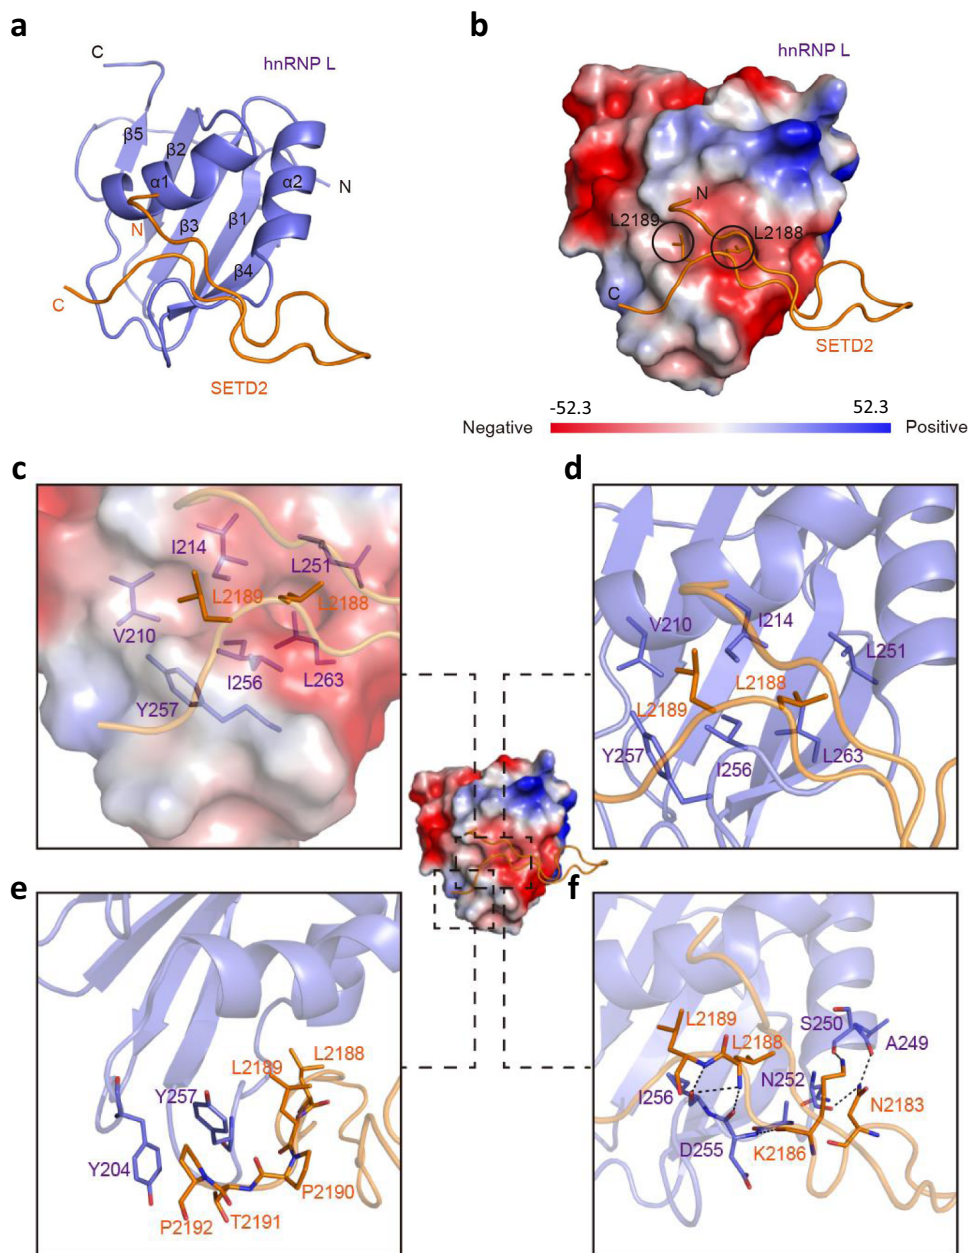 a
C
hnRNP L
β5
β2
α1
α2
N
N
β3
β1
β4
C
SETD2
b
hnRNP L
N
L2189
L2188
C
SETD2
-52.3
52.3
Negative
Positive
c
I214
L251
L2189
L2188
V210
I256
L263
Y257
d
V210
I214
L251
L2188
L2189
Y257
I256
L263
e
L2188
L2189
Y257
Y204
P2190
P2192
T2191
f
L2189
S250
L2188
A249
N252
I256
N2183
D255
K2186